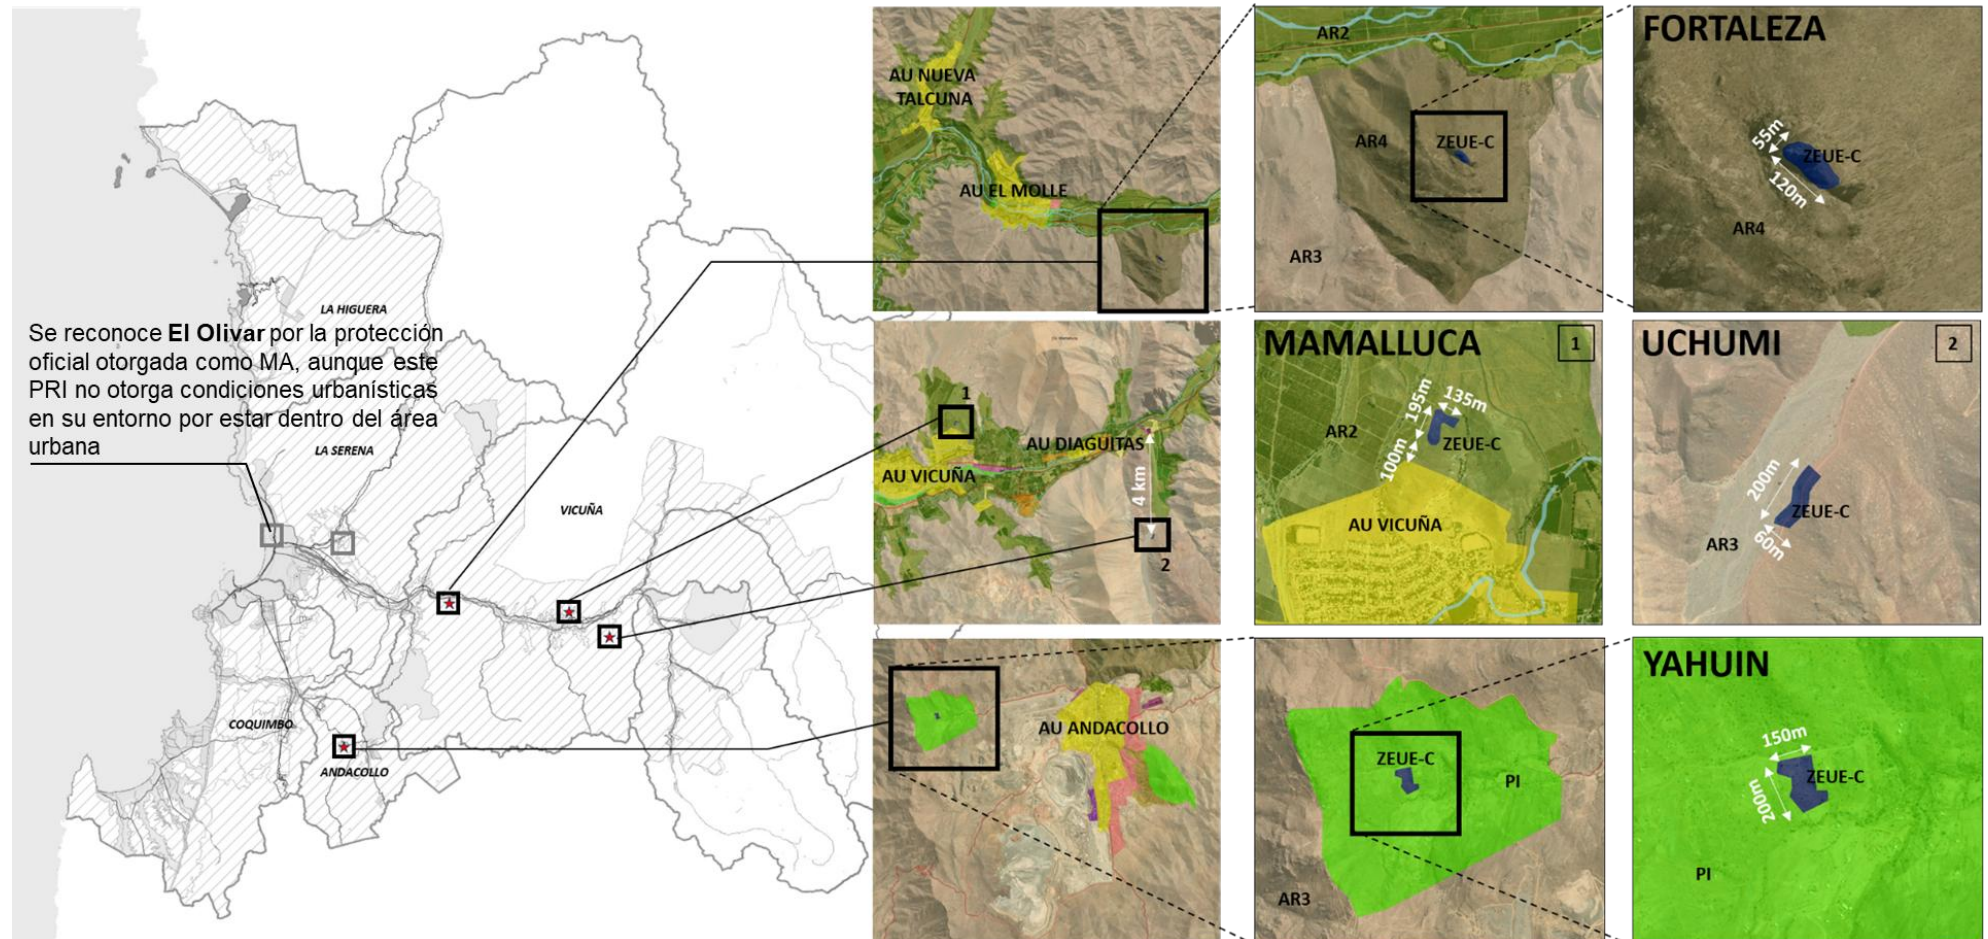 LA HIGUERA
Se reconoce El Olivar por la protección
oficial otorgada como MA, aunque este
PRI no otorga condiciones urbanísticas
en su entorno por estar dentro del área
urbana
LA SERENA
VICUÑA
COQUIMBO
ANDACOLLO
AU NUEVA
TALCUNA
AU EL MOLLE
AR2
AR4
ZEUE-C
AR3
FORTALEZA
55m
ZEUE-C
120m
AR4
1
AU DIAGUITAS
AU VICUÑA
4 km
2
MAMALLUCA
1
195m
135m
AR2
ZEUE-C
100m
AU VICUÑA
UCHUMI
2
200m
ZEUE-C
60m
AR3
AU ANDACOLLO
ZEUE-C
PI
AR3
YAHUIN
150m
ZEUE-C
200m
PI